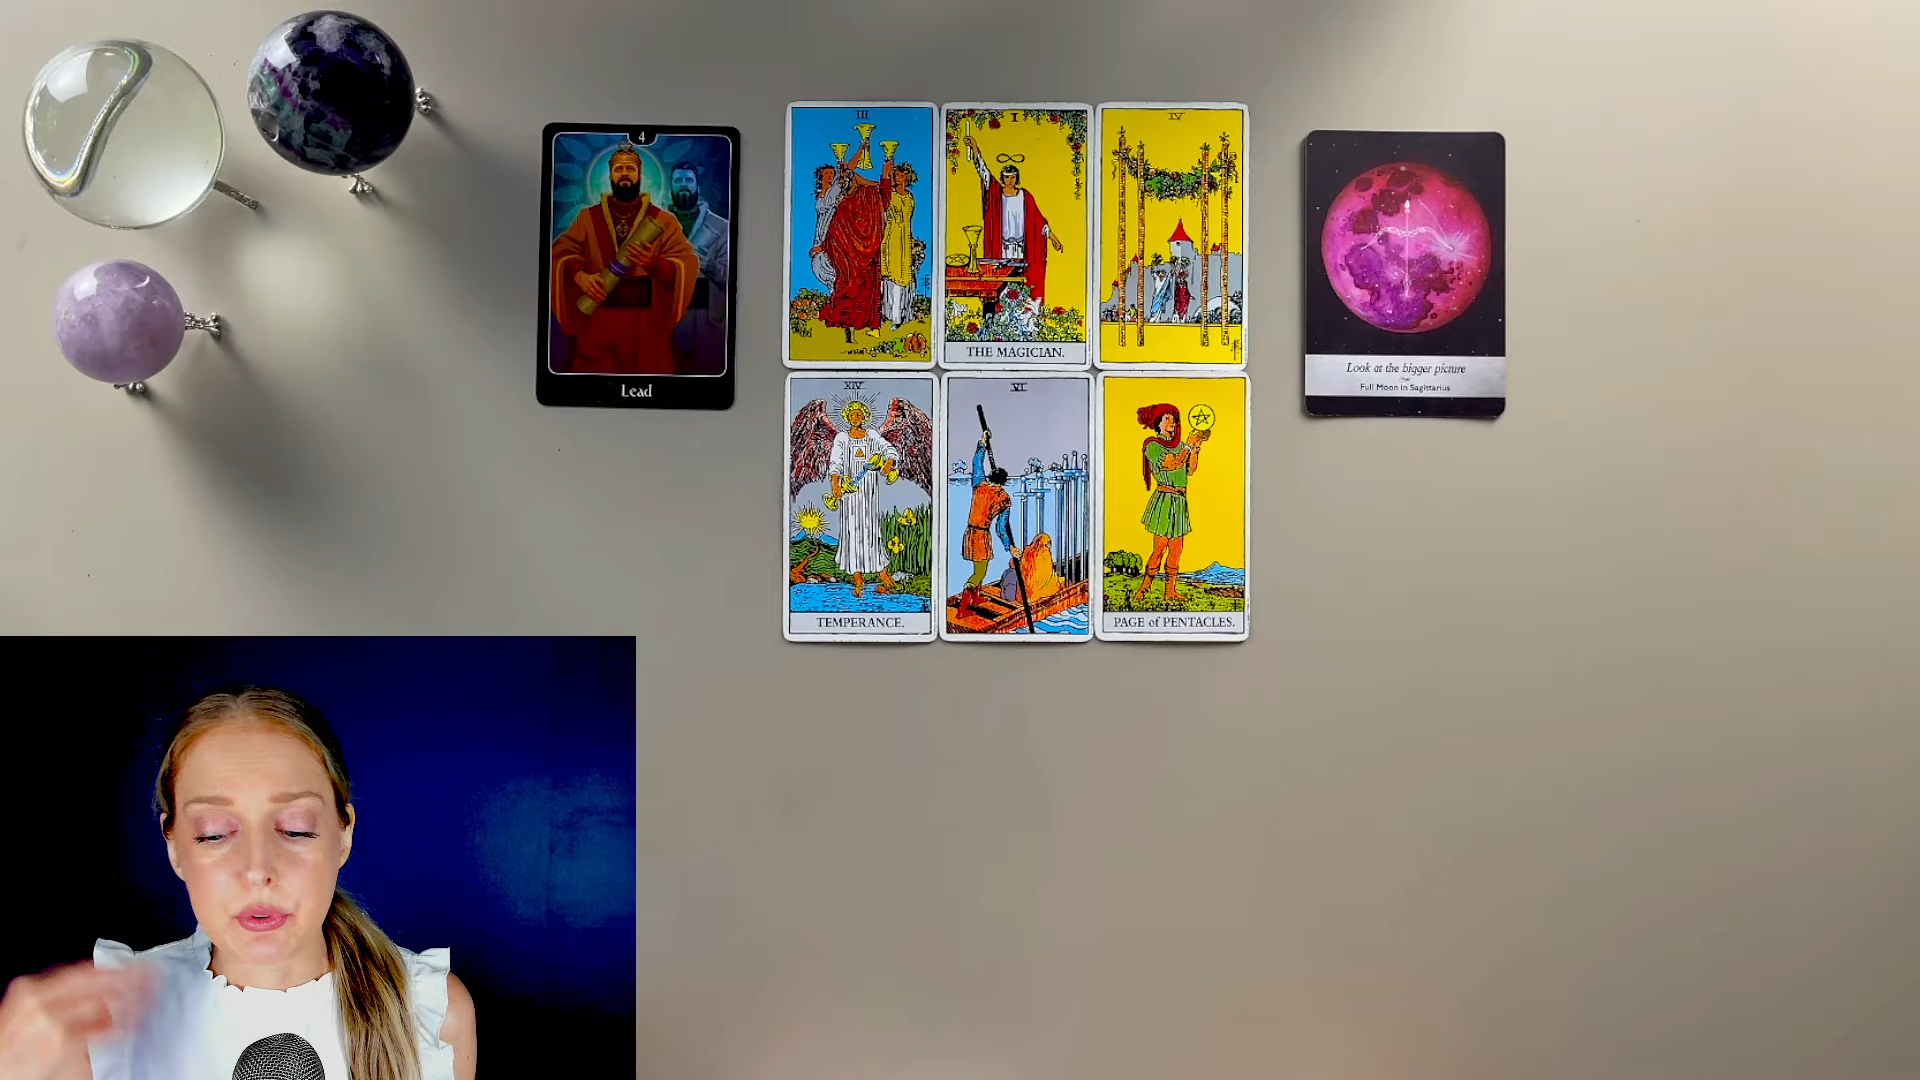 4
Lead
III
I
THE MAGICIAN.
IV
XIV
TEMPERANCE.
VI
PAGE of PENTACLES.
Look at the bigger picture
Full Moon in Sagittarius